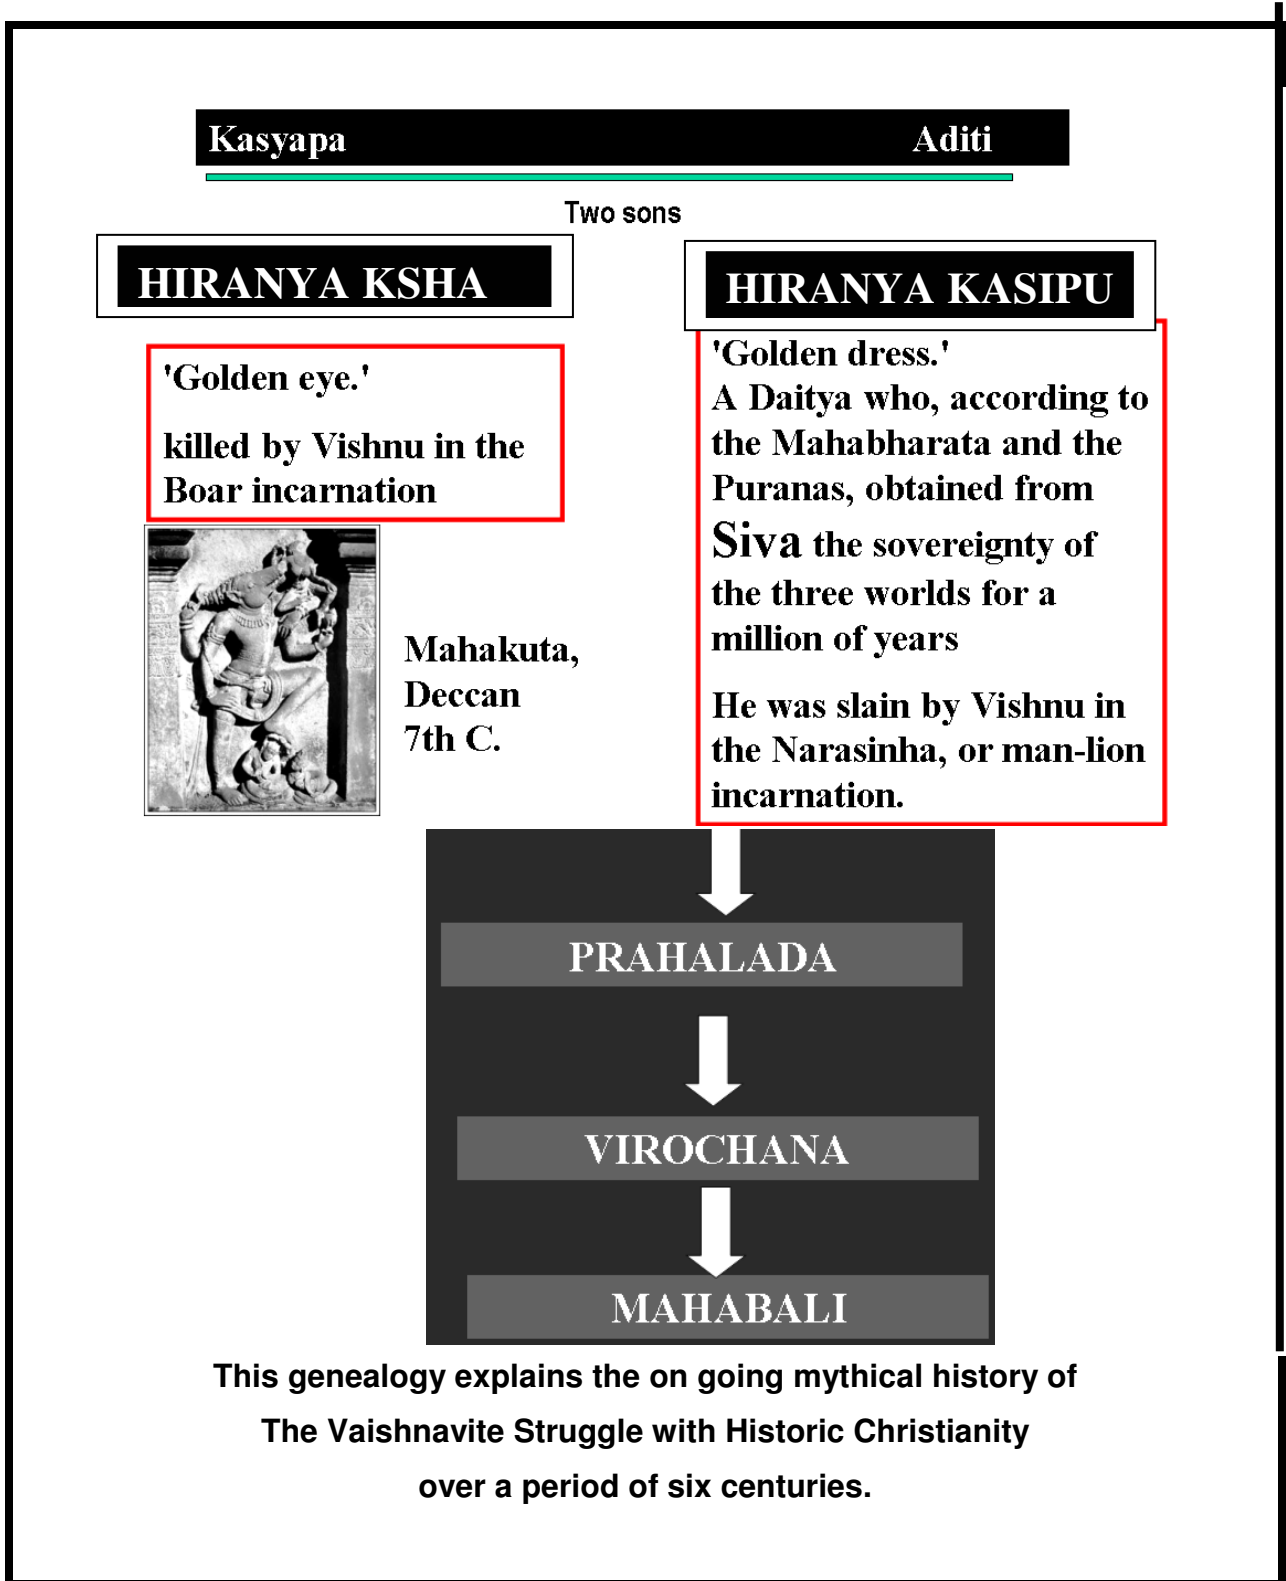 Kasyapa Aditi
Two sons
HIRANYA KSHA
'Golden eye.'
killed by Vishnu in the
Boar incarnation
Mahakuta,
Deccan
7th C.
HIRANYA KASIPU
'Golden dress.'
A Daitya who, according to
the Mahabharata and the
Puranas, obtained from
Siva the sovereignty of
the three worlds for a
million of years
He was slain by Vishnu in
the Narasinha, or man-lion
incarnation.
PRAHALADA
VIROCHANA
MAHABALI
This genealogy explains the on going mythical history of
The Vaishnavite Struggle with Historic Christianity
over a period of six centuries.